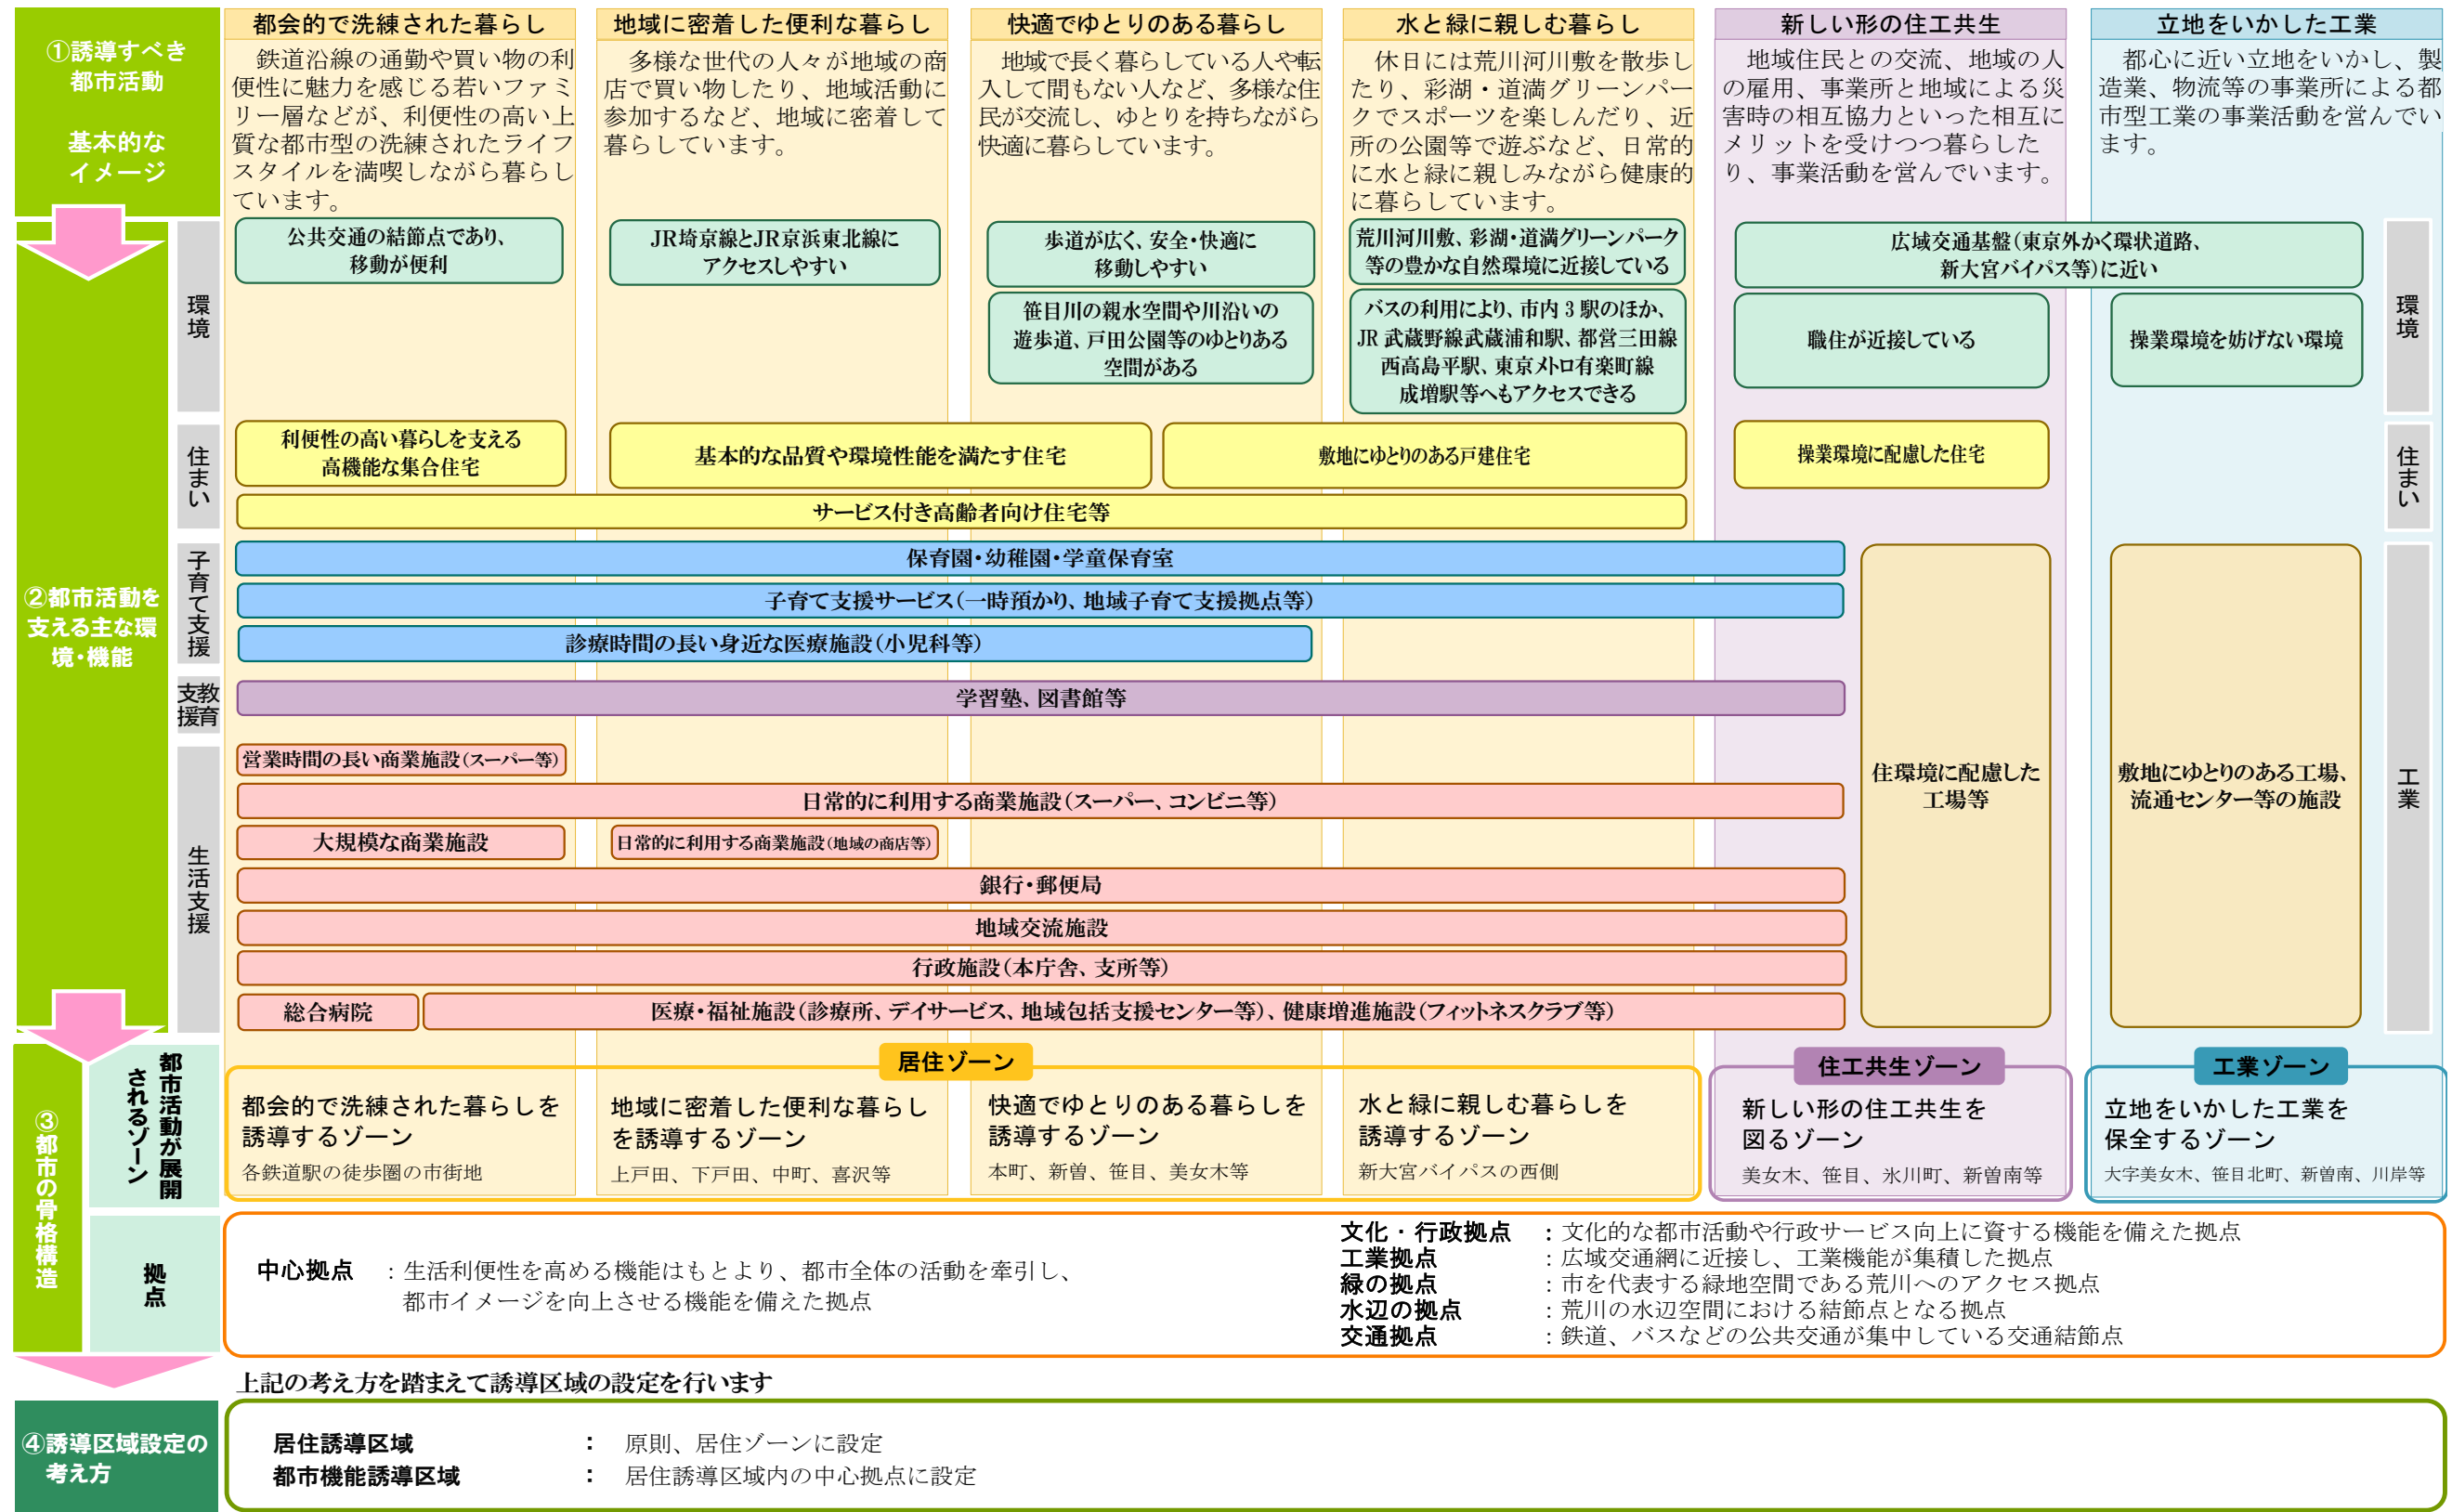 ①誘導すべき
都市活動
基本的な
イメージ
都会的で洗練された暮らし
鉄道沿線の通勤や買い物の利
便性に魅力を感じる若いファミ
リー層などが、利便性の高い上
質な都市型の洗練されたライフ
スタイルを満喫しながら暮らし
ています。
地域に密着した便利な暮らし
多様な世代の人々が地域の商
店で買い物したり、地域活動に
参加するなど、地域に密着して
暮らしています。
快適でゆとりのある暮らし
地域で長く暮らしている人や転
入して間もない人など、多様な住
民が交流し、ゆとりを持ちながら
快適に暮らしています。
水と緑に親しむ暮らし
休日には荒川河川敷を散歩し
たり、彩湖・道満グリーンパー
クでスポーツを楽しんだり、近
所の公園等で遊ぶなど、日常的
に水と緑に親しみながら健康的
に暮らしています。
新しい形の住工共生
地域住民との交流、地域の人
の雇用、事業所と地域による災
害時の相互協力といった相互に
メリットを受けつつ暮らした
り、事業活動を営んでいます。
立地をいかした工業
都心に近い立地をいかし、製
造業、物流等の事業所による都
市型工業の事業活動を営んでい
ます。
②都市活動を
支える主な環
境・機能
環境
公共交通の結節点であり、
移動が便利
JR埼京線とJR京浜東北線に
アクセスしやすい
歩道が広く、安全・快適に
移動しやすい
笹目川の親水空間や川沿いの
遊歩道、戸田公園等のゆとりある
空間がある
荒川河川敷、彩湖・道満グリーンパーク
等の豊かな自然環境に近接している
バスの利用により、市内3駅のほか、
JR武蔵野線武蔵浦和駅、都営三田線
西高島平駅、東京メトロ有楽町線
成増駅等へもアクセスできる
広域交通基盤（東京外かく環状道路、
新大宮バイパス等）に近い
職住が近接している
操業環境を妨げない環境
環境
住まい
利便性の高い暮らしを支える
高機能な集合住宅
基本的な品質や環境性能を満たす住宅
敷地にゆとりのある戸建住宅
操業環境に配慮した住宅
サービス付き高齢者向け住宅等
住まい
子育て支援
保育園・幼稚園・学童保育室
子育て支援サービス（一時預かり、地域子育て支援拠点等）
診療時間の長い身近な医療施設（小児科等）
教育支援
学習塾、図書館等
生活支援
営業時間の長い商業施設（スーパー等）
日常的に利用する商業施設（スーパー、コンビニ等）
大規模な商業施設
日常的に利用する商業施設（地域の商店等）
銀行・郵便局
地域交流施設
行政施設（本庁舎、支所等）
総合病院
医療・福祉施設（診療所、デイサービス、地域包括支援センター等）、健康増進施設（フィットネスクラブ等）
住環境に配慮した
工場等
敷地にゆとりのある工場、
流通センター等の施設
工業
③都市の骨格構造
都市活動が展開
されるゾーン
居住ゾーン
都会的で洗練された暮らしを
誘導するゾーン
各鉄道駅の徒歩圏の市街地
地域に密着した便利な暮らし
を誘導するゾーン
上戸田、下戸田、中町、喜沢等
快適でゆとりのある暮らしを
誘導するゾーン
本町、新曽、笹目、美女木等
水と緑に親しむ暮らしを
誘導するゾーン
新大宮バイパスの西側
住工共生ゾーン
新しい形の住工共生を
図るゾーン
美女木、笹目、氷川町、新曽南等
工業ゾーン
立地をいかした工業を
保全するゾーン
大字美女木、笹目北町、新曽南、川岸等
拠点
中心拠点 ：生活利便性を高める機能はもとより、都市全体の活動を牽引し、
都市イメージを向上させる機能を備えた拠点
文化・行政拠点 ：文化的な都市活動や行政サービス向上に資する機能を備えた拠点
工業拠点 ：広域交通網に近接し、工業機能が集積した拠点
緑の拠点 ：市を代表する緑地空間である荒川へのアクセス拠点
水辺の拠点 ：荒川の水辺空間における結節点となる拠点
交通拠点 ：鉄道、バスなどの公共交通が集中している交通結節点
上記の考え方を踏まえて誘導区域の設定を行います
④誘導区域設定の
考え方
居住誘導区域 ： 原則、居住ゾーンに設定
都市機能誘導区域 ： 居住誘導区域内の中心拠点に設定